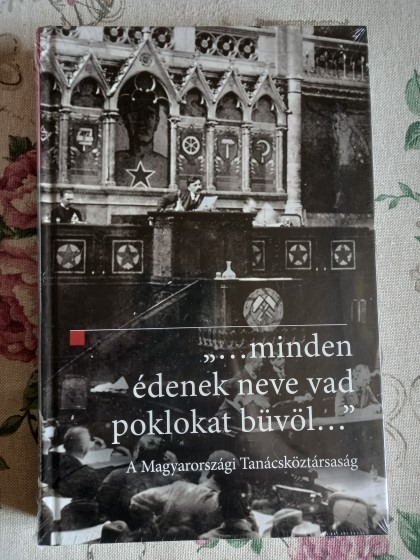 „…minden
édenek neve vad
poklokat büvöl…”
A Magyarországi Tanácsköztársaság